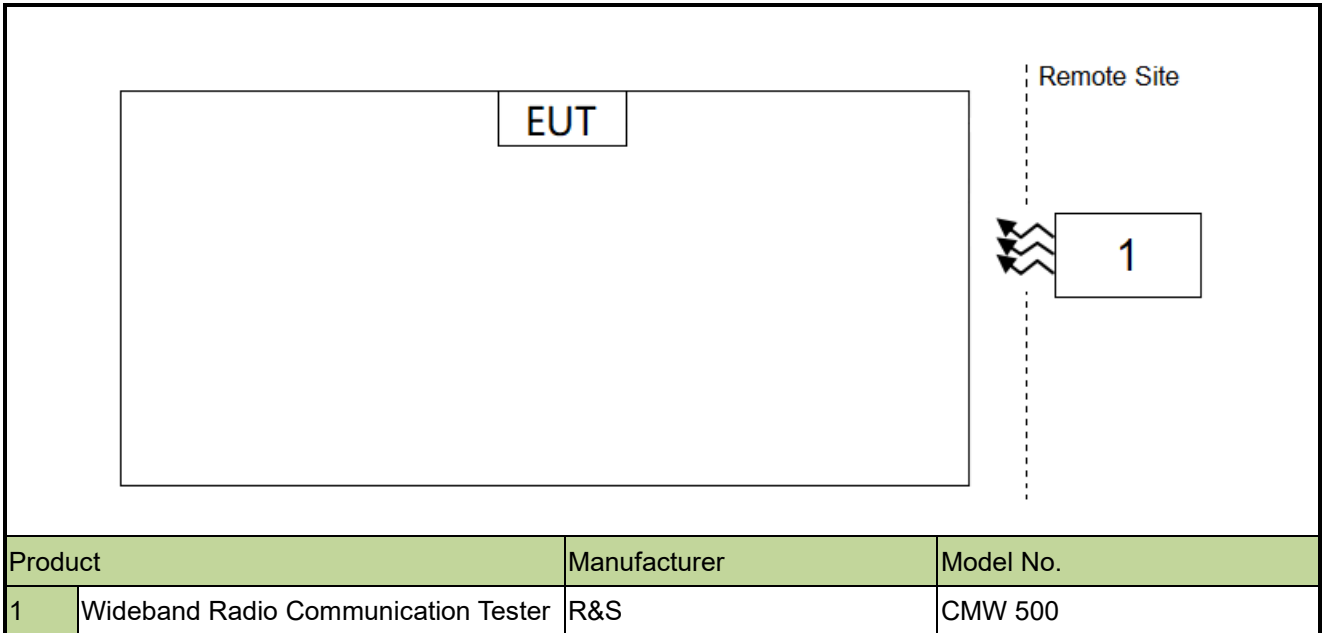 Remote Site
EUT
1
Product Manufacturer Model No.
1 Wideband Radio Communication Tester R&S CMW 500